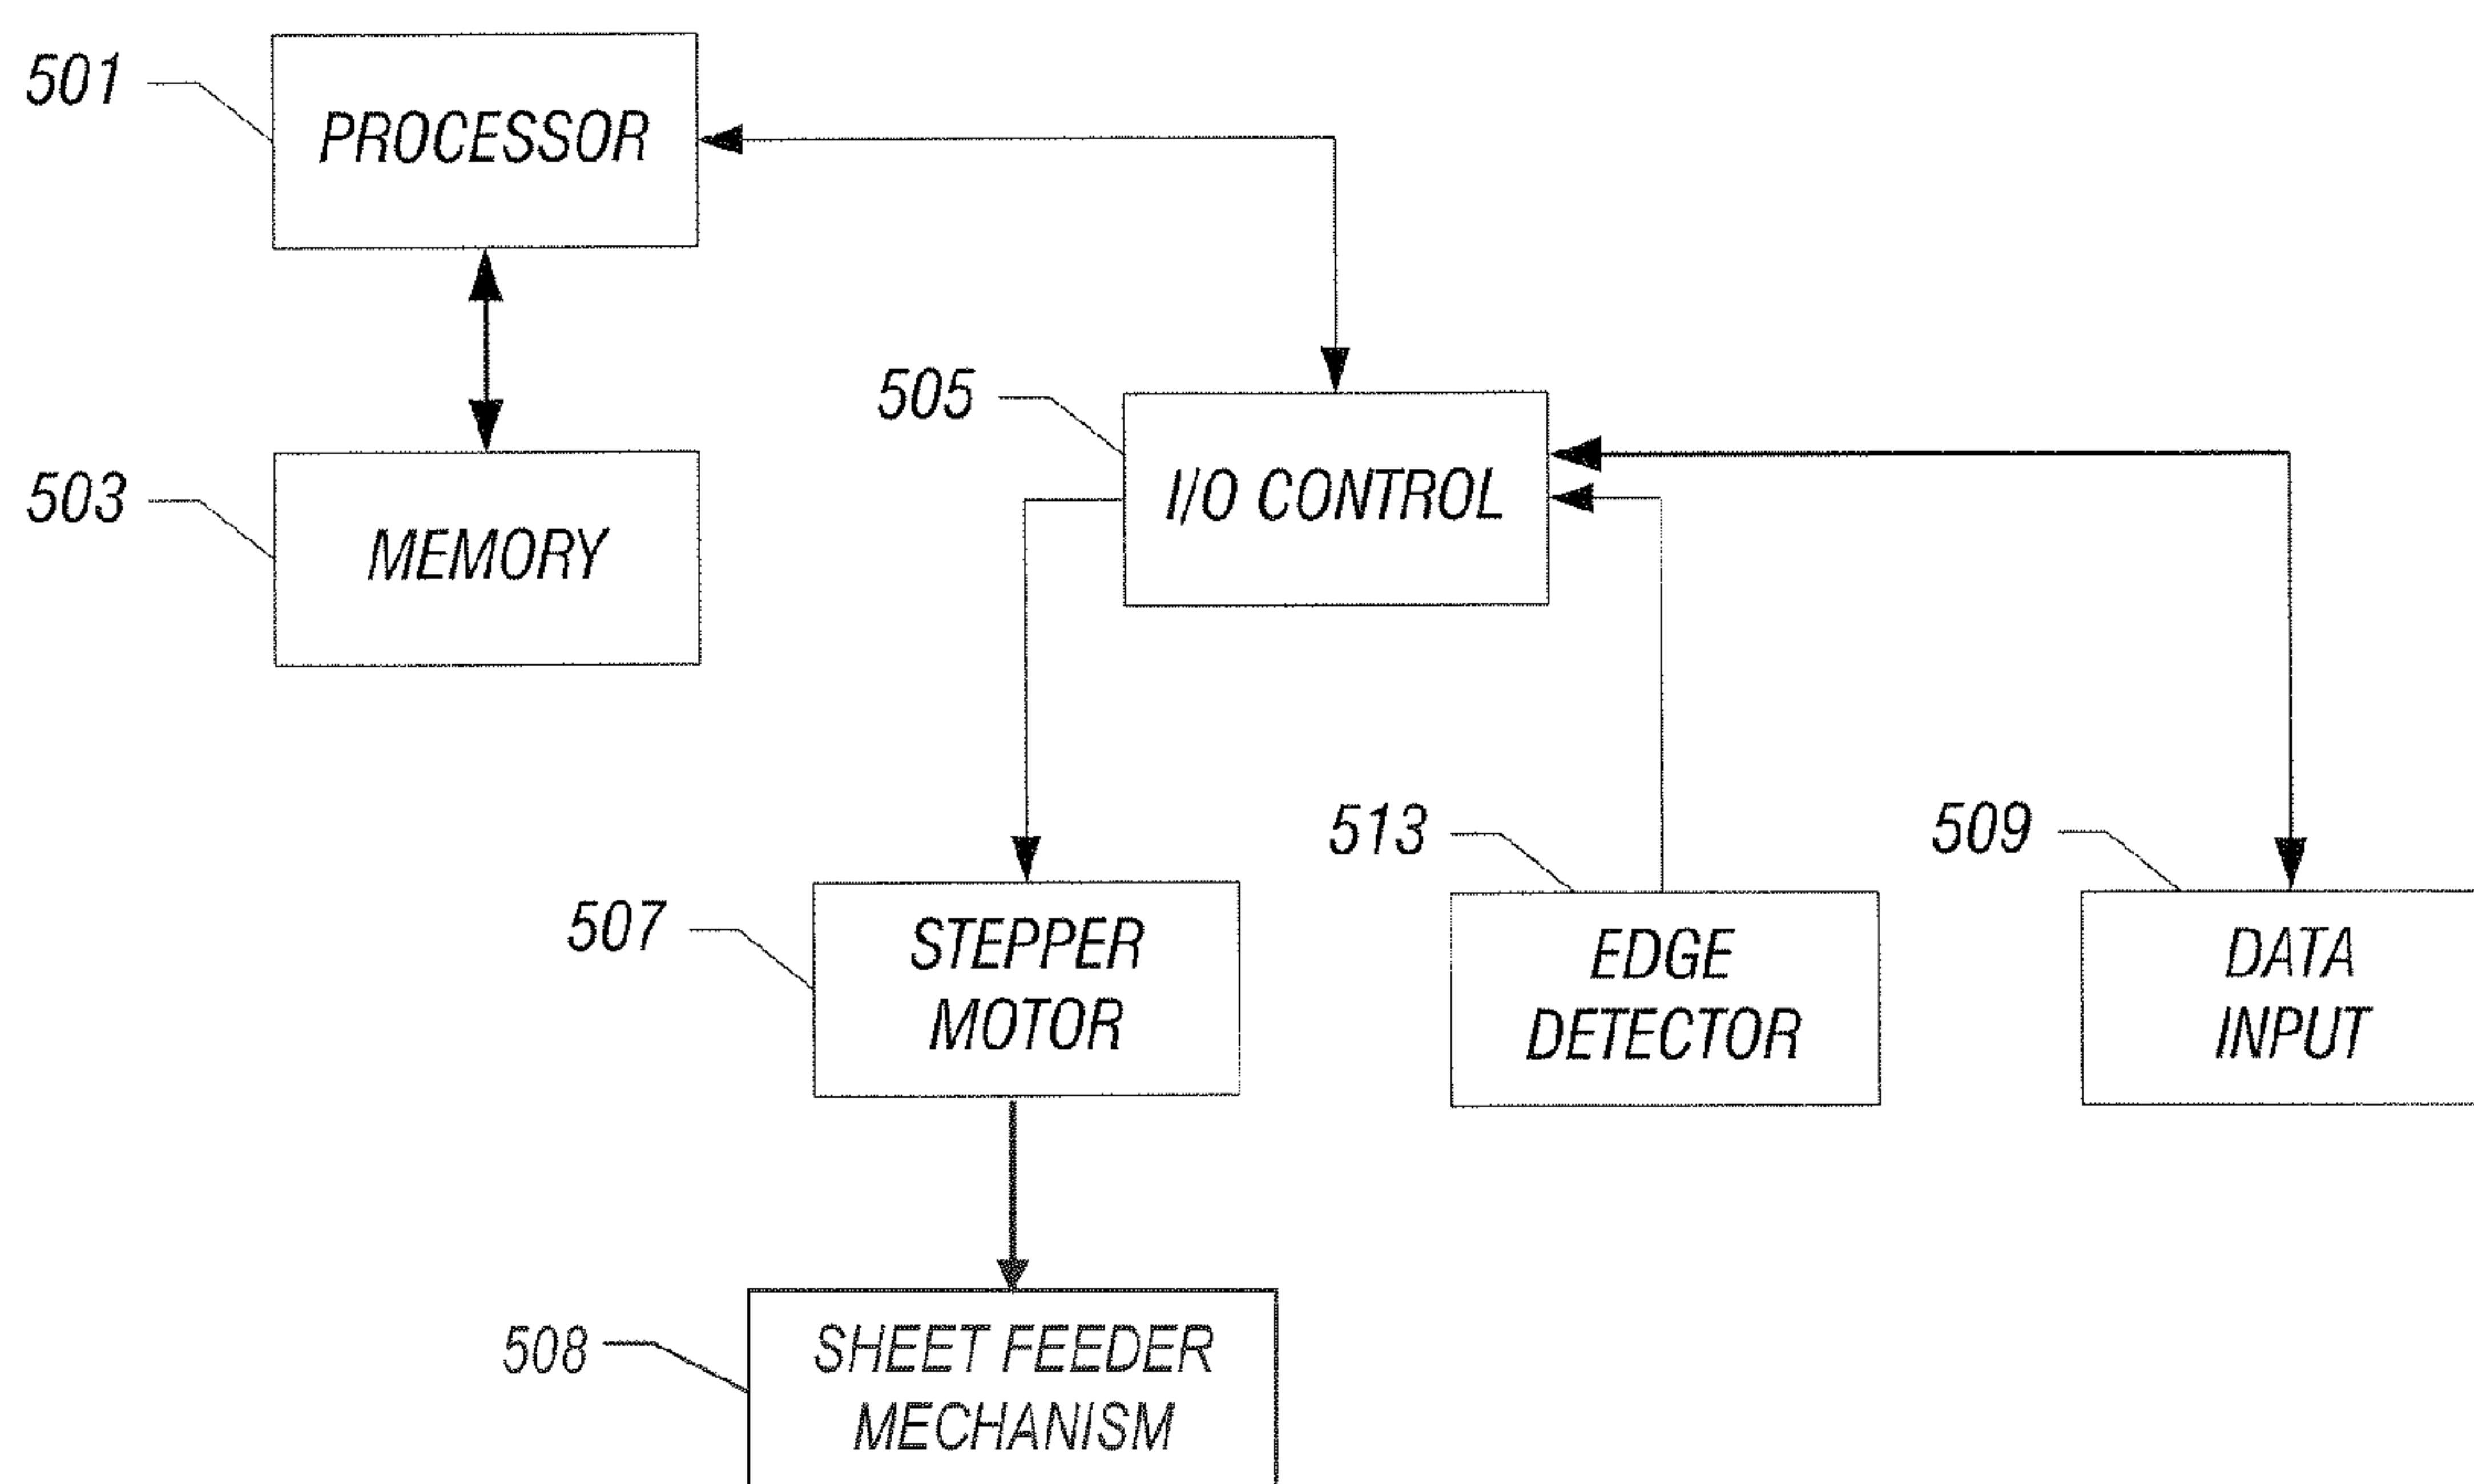 501
PROCESSOR
505
I/O CONTROL
503
MEMORY
507
STEPPER
MOTOR
513
EDGE
DETECTOR
509
DATA
INPUT
508
SHEET FEEDER
MECHANISM